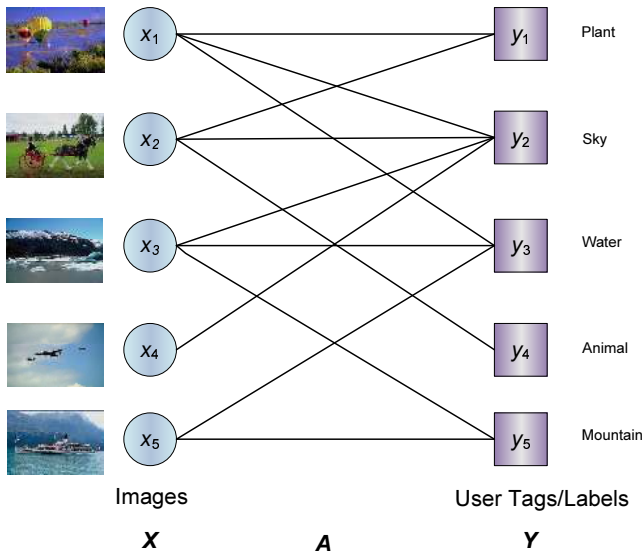 x1 y1 Plant
x2 y2 Sky
x3 y3 Water
x4 y4 Animal
x5 y5 Mountain
Images User Tags/Labels
X A Y